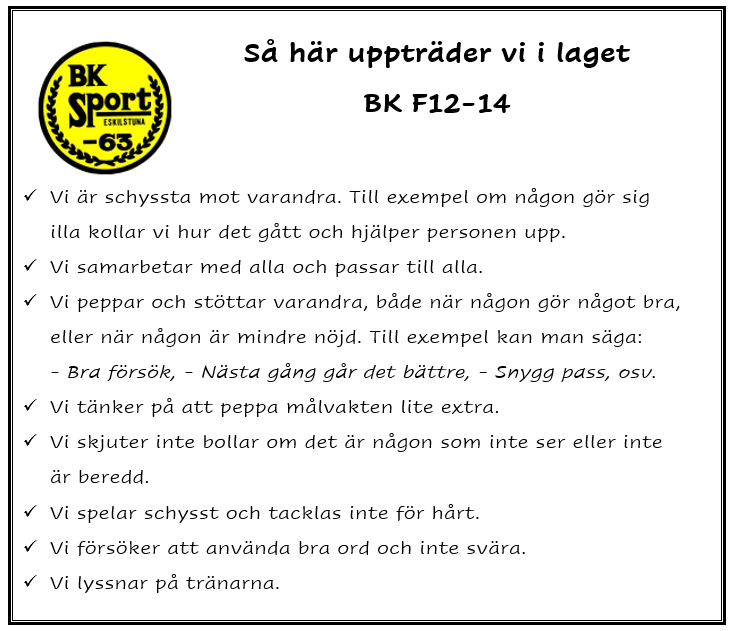 Så här uppträder vi i laget
BK F12-14
BK
Sport
ESKILSTUNA
-63
✓ Vi är schyssta mot varandra. Till exempel om någon gör sig
illa kollar vi hur det gått och hjälper personen upp.
✓ Vi samarbetar med alla och passar till alla.
✓ Vi peppar och stöttar varandra, både när någon gör något bra,
eller när någon är mindre nöjd. Till exempel kan man säga:
- Bra försök, - Nästa gång går det bättre, - Snygg pass, osv.
✓ Vi tänker på att peppa målvakten lite extra.
✓ Vi skjuter inte bollar om det är någon som inte ser eller inte
är beredd.
✓ Vi spelar schysst och tacklas inte för hårt.
✓ Vi försöker att använda bra ord och inte svära.
✓ Vi lyssnar på tränarna.